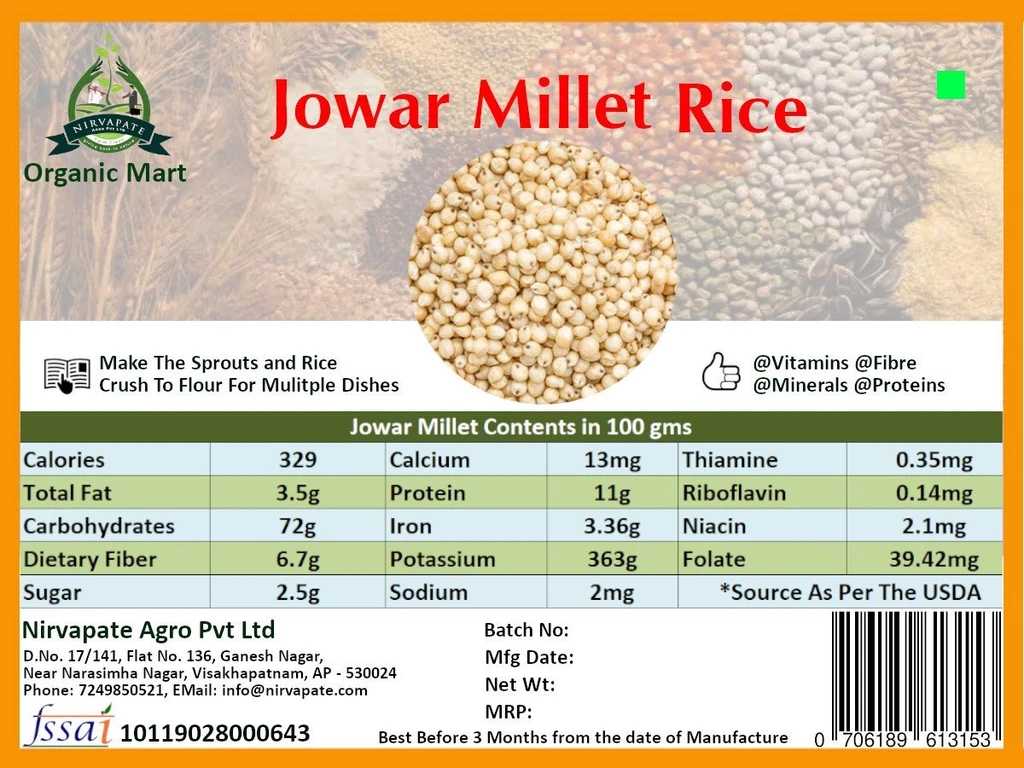 Jowar Millet Rice
NIRVAPATE
Agro Pvt Ltd
Organic Mart
Make The Sprouts and Rice
Crush To Flour For Mulitple Dishes
@Vitamins @Fibre
@Minerals @Proteins
Jowar Millet Contents in 100 gms
Calories 329 Calcium 13mg Thiamine 0.35mg
Total Fat 3.5g Protein 11g Riboflavin 0.14mg
Carbohydrates 72g Iron 3.36g Niacin 2.1mg
Dietary Fiber 6.7g Potassium 363g Folate 39.42mg
Sugar 2.5g Sodium 2mg *Source As Per The USDA
Nirvapate Agro Pvt Ltd
D.No. 17/141, Flat No. 136, Ganesh Nagar,
Near Narasimha Nagar, Visakhapatnam, AP - 530024
Phone: 7249850521, EMail: info@nirvapate.com
fssai 10119028000643
Batch No:
Mfg Date:
Net Wt:
MRP:
Best Before 3 Months from the date of Manufacture
0 706189 613153